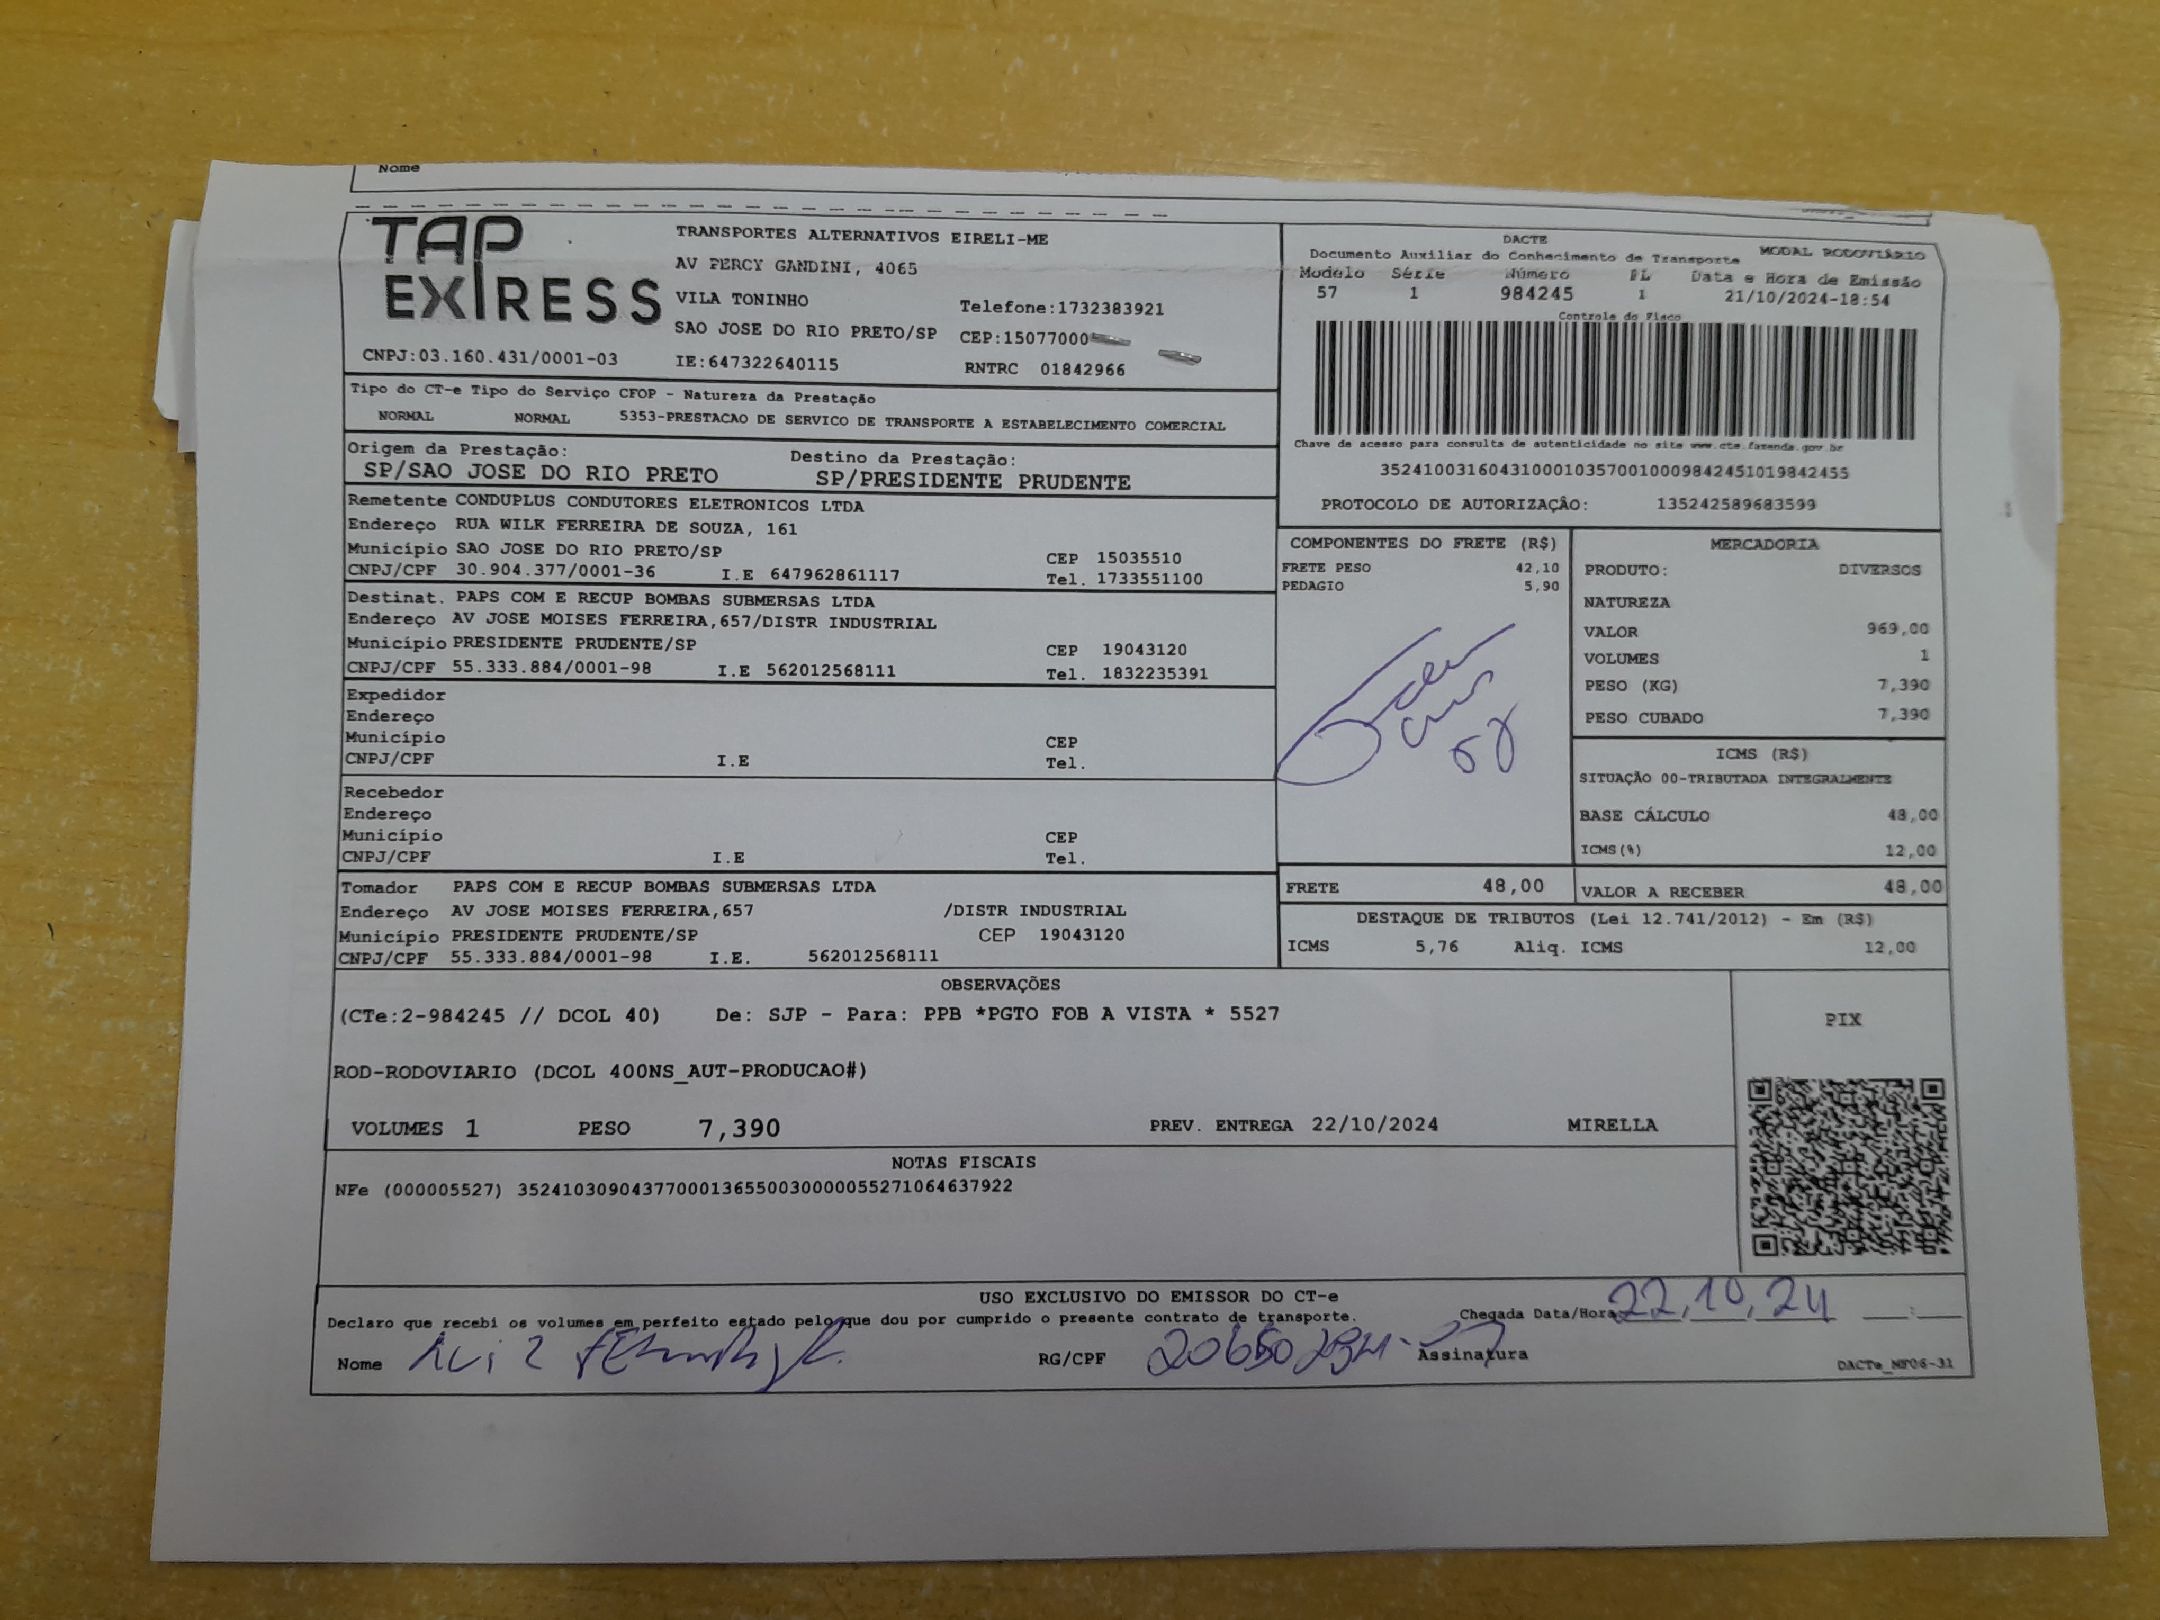 Nome
TAP
EXPRESS
TRANSPORTES ALTERNATIVOS EIRELI-ME
AV PERCY GANDINI, 4065
VILA TONINHO
Telefone:1732383921
SAO JOSE DO RIO PRETO/SP CEP:15077000
CNPJ:03.160.431/0001-03 IE:647322640115 RNTRC 01842966
DACTE
Documento Auxiliar do Conhecimento de Transporte MODAL RODOVIÁRIO
Modelo Série Número FL Data e Hora de Emissão
57 1 984245 1 21/10/2024-18:54
Controle do Fisco
Chave de acesso para consulta de autenticidade no site www.cte.fazenda.gov.br
35241003160431000103570010009842451019842455
PROTOCOLO DE AUTORIZAÇÃO: 135242589683599
Tipo do CT-e Tipo do Serviço CFOP - Natureza da Prestação
NORMAL NORMAL 5353-PRESTACAO DE SERVICO DE TRANSPORTE A ESTABELECIMENTO COMERCIAL
Origem da Prestação: Destino da Prestação:
SP/SAO JOSE DO RIO PRETO SP/PRESIDENTE PRUDENTE
Remetente CONDUPLUS CONDUTORES ELETRONICOS LTDA
Endereço RUA WILK FERREIRA DE SOUZA, 161
Município SAO JOSE DO RIO PRETO/SP CEP 15035510
CNPJ/CPF 30.904.377/0001-36 I.E 647962861117 Tel. 1733551100
Destinat. PAPS COM E RECUP BOMBAS SUBMERSAS LTDA
Endereço AV JOSE MOISES FERREIRA,657/DISTR INDUSTRIAL
Município PRESIDENTE PRUDENTE/SP CEP 19043120
CNPJ/CPF 55.333.884/0001-98 I.E 562012568111 Tel. 1832235391
Expedidor
Endereço
Município CEP
CNPJ/CPF I.E Tel.
Recebedor
Endereço
Município CEP
CNPJ/CPF I.E Tel.
Tomador PAPS COM E RECUP BOMBAS SUBMERSAS LTDA
Endereço AV JOSE MOISES FERREIRA,657 /DISTR INDUSTRIAL
Município PRESIDENTE PRUDENTE/SP CEP 19043120
CNPJ/CPF 55.333.884/0001-98 I.E. 562012568111
COMPONENTES DO FRETE (R$)
FRETE PESO 42,10
PEDAGIO 5,90
MERCADORIA
PRODUTO: DIVERSOS
NATUREZA
VALOR 969,00
VOLUMES 1
PESO (KG) 7,390
PESO CUBADO 7,390
ICMS (R$)
SITUAÇÃO 00-TRIBUTADA INTEGRALMENTE
BASE CÁLCULO 48,00
ICMS(%) 12,00
FRETE 48,00 VALOR A RECEBER 48,00
DESTAQUE DE TRIBUTOS (Lei 12.741/2012) - Em (R$)
ICMS 5,76 Aliq. ICMS 12,00
OBSERVAÇÕES
(CTe:2-984245 // DCOL 40) De: SJP - Para: PPB *PGTO FOB A VISTA * 5527
ROD-RODOVIARIO (DCOL 400NS_AUT-PRODUCAO#)
VOLUMES 1 PESO 7,390 PREV. ENTREGA 22/10/2024 MIRELLA
PIX
NOTAS FISCAIS
NFe (000005527) 35241030904377000136550030000055271064637922
USO EXCLUSIVO DO EMISSOR DO CT-e
Declaro que recebi os volumes em perfeito estado pelo que dou por cumprido o presente contrato de transporte. Chegada Data/Hora 22,10,24
Nome Luiz RG/CPF Assinatura DACTe_MF06-31